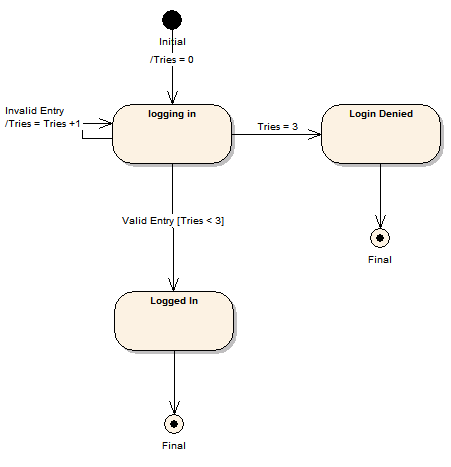 Initial
/Tries = 0
Invalid Entry
/Tries = Tries +1
logging in
Tries = 3
Login Denied
Valid Entry [Tries < 3]
Final
Logged In
Final